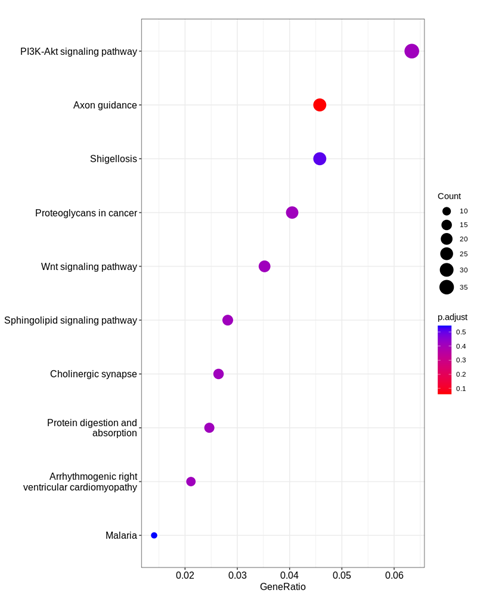 PI3K-Akt signaling pathway
Axon guidance
Shigellosis
Proteoglycans in cancer
Wnt signaling pathway
Sphingolipid signaling pathway
Cholinergic synapse
Protein digestion and
absorption
Arrhythmogenic right
ventricular cardiomyopathy
Malaria
0.02 0.03 0.04 0.05 0.06
GeneRatio
Count
10
15
20
25
30
35
p.adjust
0.5
0.4
0.3
0.2
0.1